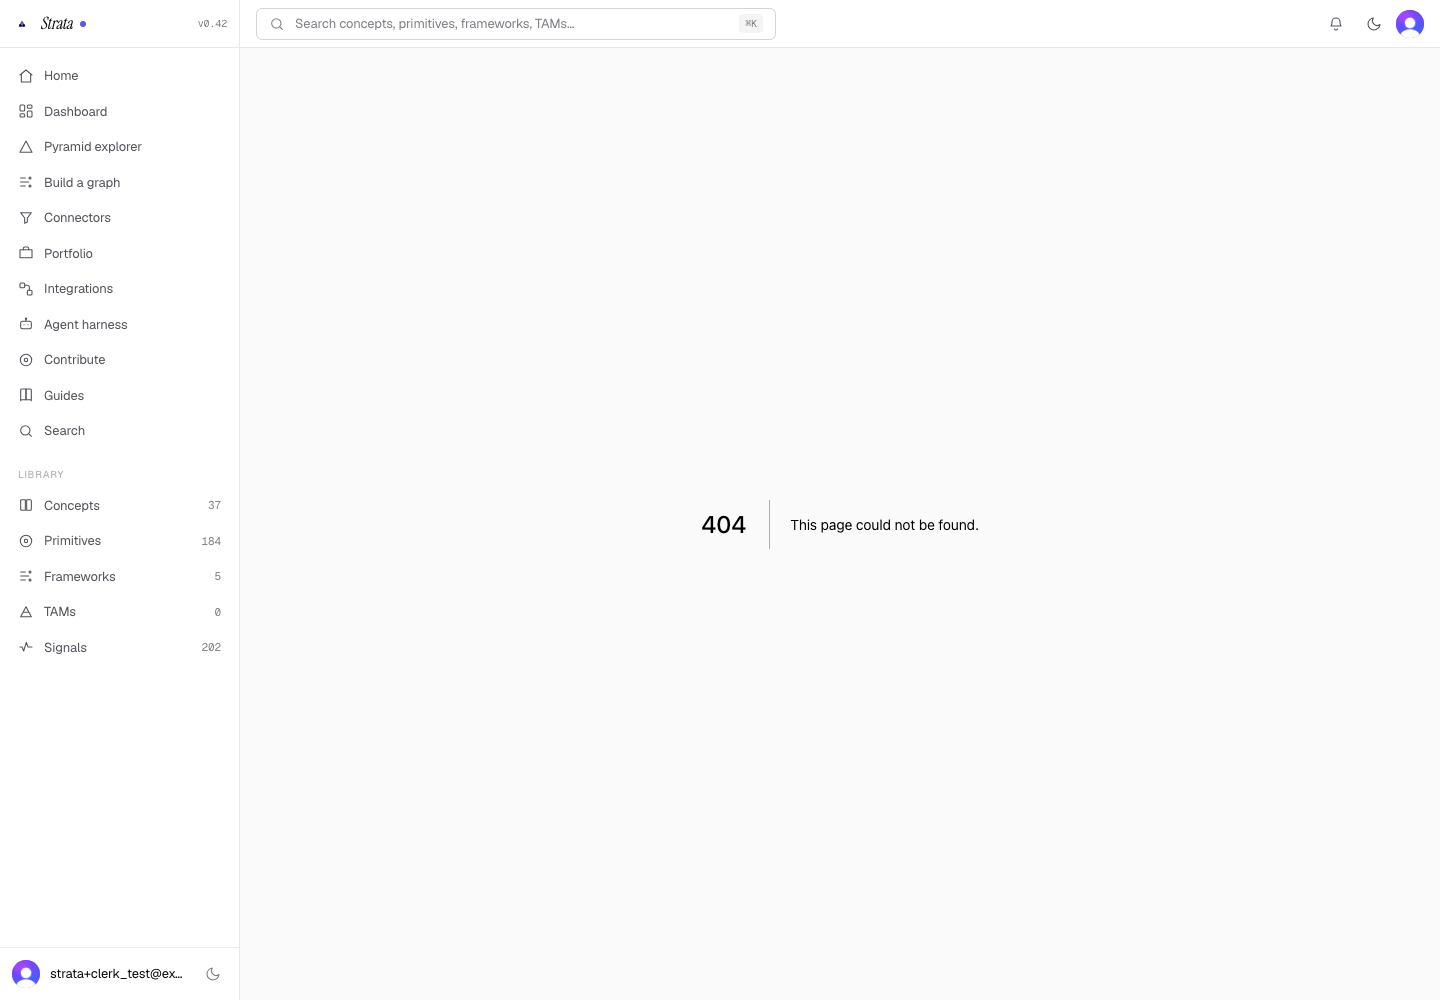 Strata
v0.42
Search concepts, primitives, frameworks, TAMs...
⌘K
Home
Dashboard
Pyramid explorer
Build a graph
Connectors
Portfolio
Integrations
Agent harness
Contribute
Guides
Search
LIBRARY
Concepts 37
Primitives 184
Frameworks 5
TAMs 0
Signals 202
404
This page could not be found.
strata+clerk_test@ex...